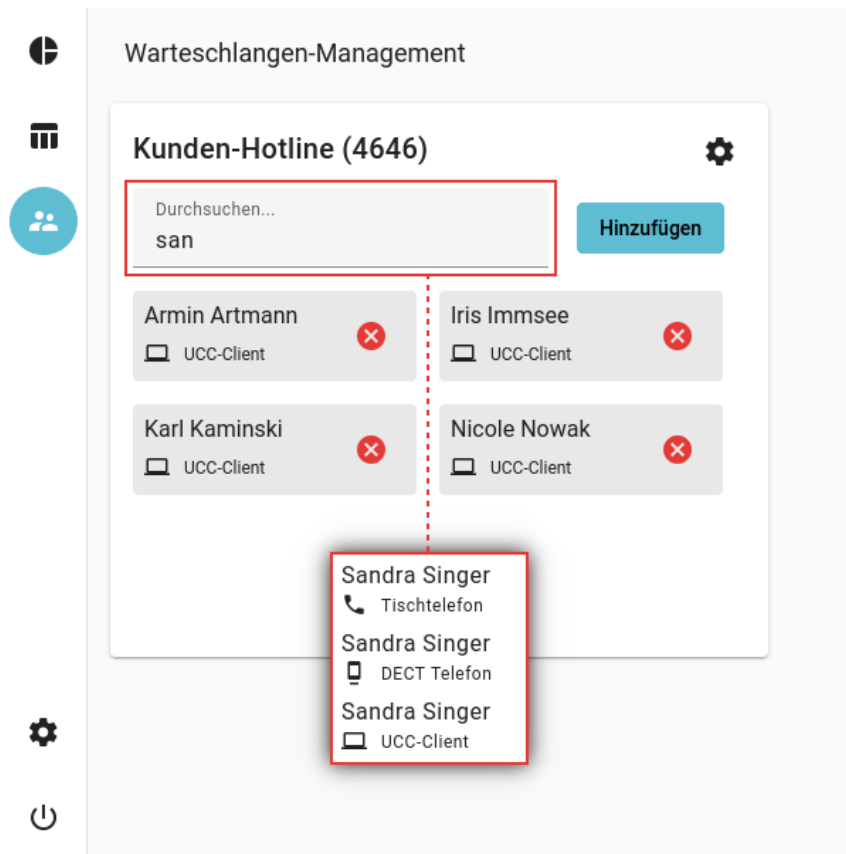 Warteschlangen-Management
Kunden-Hotline (4646)
Durchsuchen...
san
Hinzufügen
Armin Artmann
UCC-Client
Iris Immsee
UCC-Client
Karl Kaminski
UCC-Client
Nicole Nowak
UCC-Client
Sandra Singer
Tischtelefon
Sandra Singer
DECT Telefon
Sandra Singer
UCC-Client